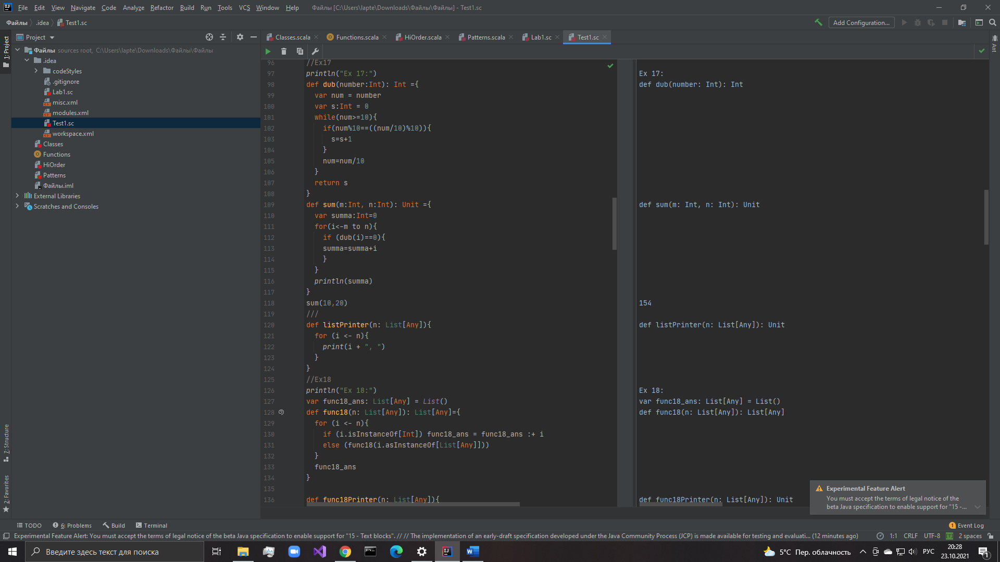 File Edit View Navigate Code Analyze Refactor Build Run Tools VCS Window Help Файлы [C:\Users\lapte\Downloads\Файлы\Файлы] - Test1.sc
Файлы .idea Test1.sc
Add Configuration...
Project
Classes.scala Functions.scala HiOrder.scala Patterns.scala Lab1.sc Test1.sc
1: Project
Ant
Файлы sources root, C:\Users\lapte\Downloads\Файлы\Файлы
.idea
codeStyles
.gitignore
Lab1.sc
misc.xml
modules.xml
Test1.sc
workspace.xml
Classes
Functions
HiOrder
Patterns
Файлы.iml
External Libraries
Scratches and Consoles
7: Structure
2: Favorites
96 //Ex17
97 println("Ex 17:")
98 def dub(number:Int): Int ={
99 var num = number
100 var s:Int = 0
101 while(num>=10){
102 if(num%10==((num/10)%10)){
103 s=s+1
104 }
105 num=num/10
106 }
107 return s
108 }
109 def sum(m:Int, n:Int): Unit ={
110 var summa:Int=0
111 for(i<-m to n){
112 if (dub(i)==0){
113 summa=summa+i
114 }
115 }
116 println(summa)
117 }
118 sum(10,20)
119 ///
120 def listPrinter(n: List[Any]){
121 for (i <- n){
122 print(i + ", ")
123 }
124 }
125 //Ex18
126 println("Ex 18:")
127 var func18_ans: List[Any] = List()
128 def func18(n: List[Any]): List[Any]={
129 for (i <- n){
130 if (i.isInstanceOf[Int]) func18_ans = func18_ans :+ i
131 else (func18(i.asInstanceOf[List[Any]]))
132 }
133 func18_ans
134 }
135
136 def func18Printer(n: List[Any]){
Ex 17:
def dub(number: Int): Int
def sum(m: Int, n: Int): Unit
154
def listPrinter(n: List[Any]): Unit
Ex 18:
var func18_ans: List[Any] = List()
def func18(n: List[Any]): List[Any]
def func18Printer(n: List[Any]): Unit
Experimental Feature Alert
You must accept the terms of legal notice of the
beta Java specification to enable support for "15 -...
TODO 6: Problems Build Terminal
1 Event Log
Experimental Feature Alert: You must accept the terms of legal notice of the beta Java specification to enable support for "15 - Text blocks". // // The implementation of an early-draft specification developed under the Java Community Process (JCP) is made available for testing and evaluati... (12 minutes ago)
1:1 CRLF UTF-8 [T] 2 spaces
Введите здесь текст для поиска
5°C Пер. облачность
РУС
20:28
23.10.2021
1